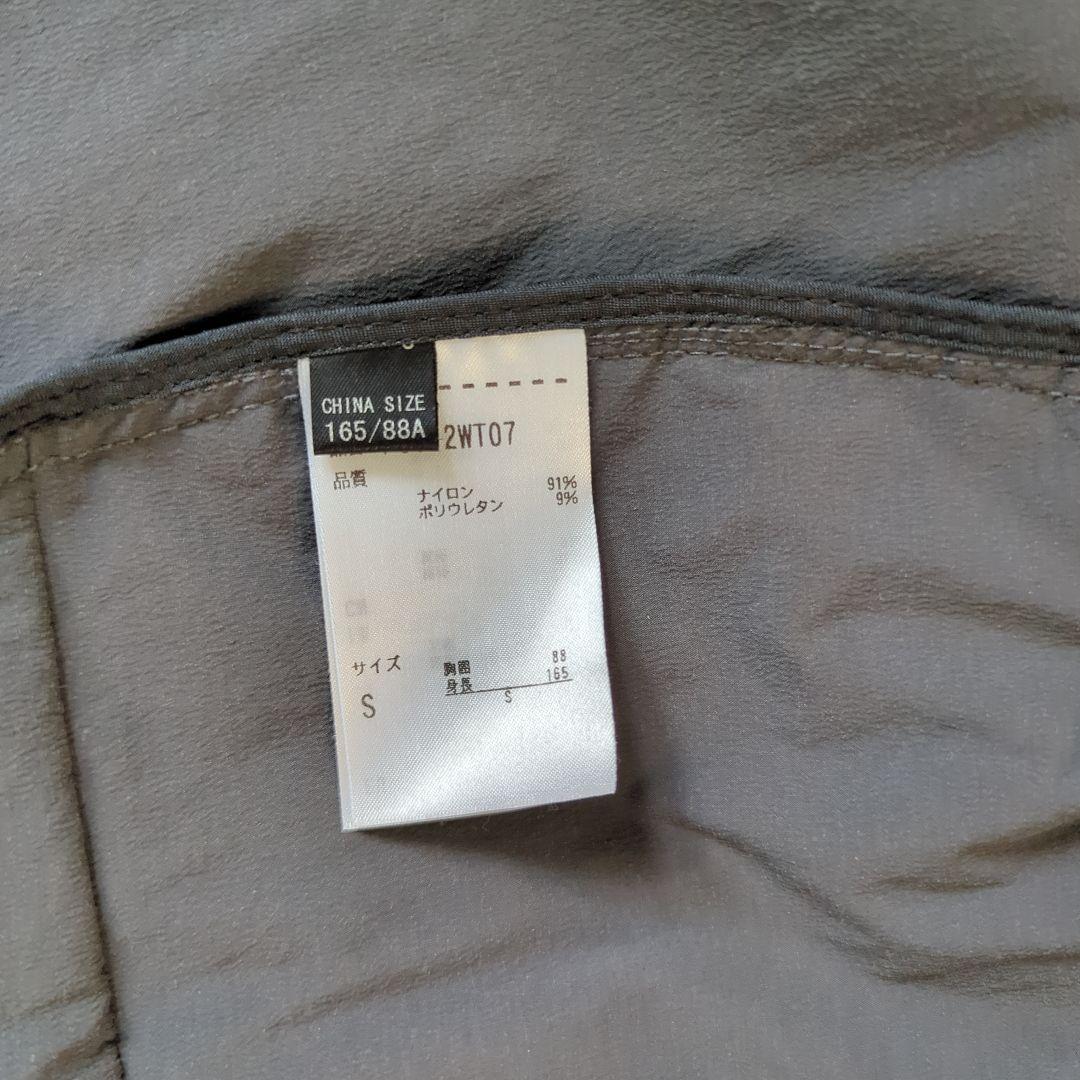 CHINA SIZE
165/88A
2WT07
品質
ナイロン 91%
ポリウレタン 9%
サイズ
S
胸囲 88
身長 165
S